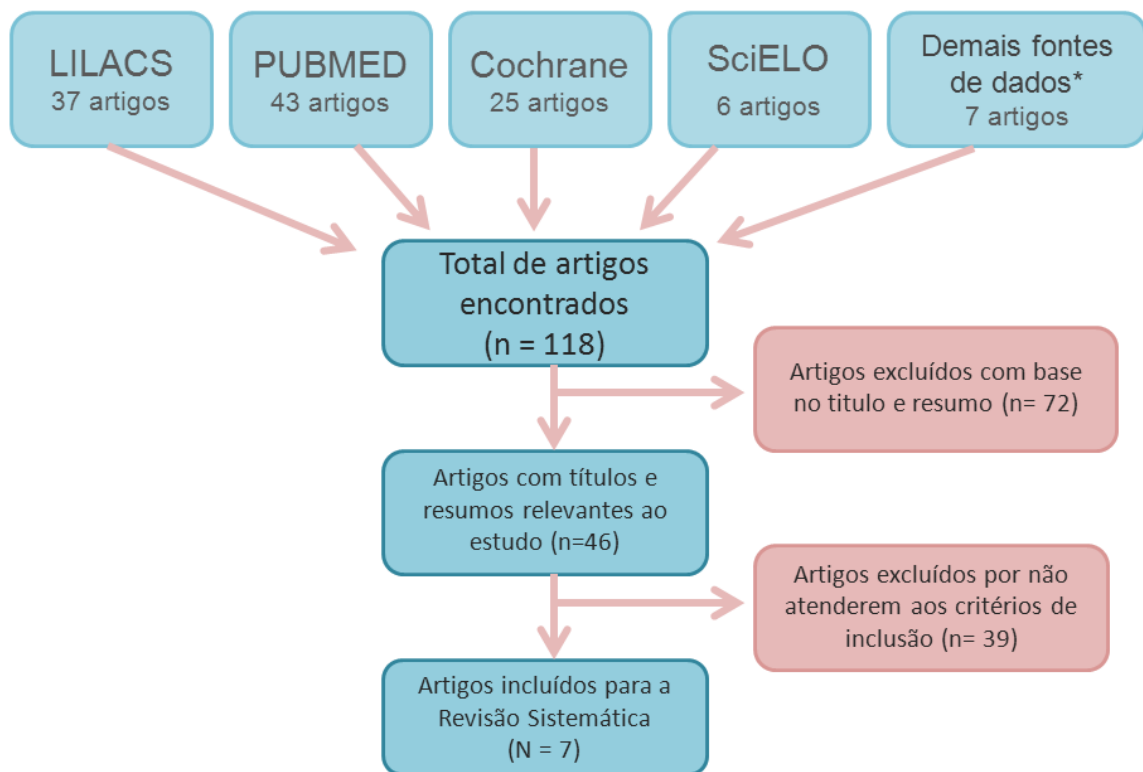 LILACS
37 artigos
PUBMED
43 artigos
Cochrane
25 artigos
SciELO
6 artigos
Demais fontes
de dados*
7 artigos
Total de artigos
encontrados
(n = 118)
Artigos excluídos com base
no titulo e resumo (n= 72)
Artigos com títulos e
resumos relevantes ao
estudo (n=46)
Artigos excluídos por não
atenderem aos critérios de
inclusão (n= 39)
Artigos incluídos para a
Revisão Sistemática
(N = 7)